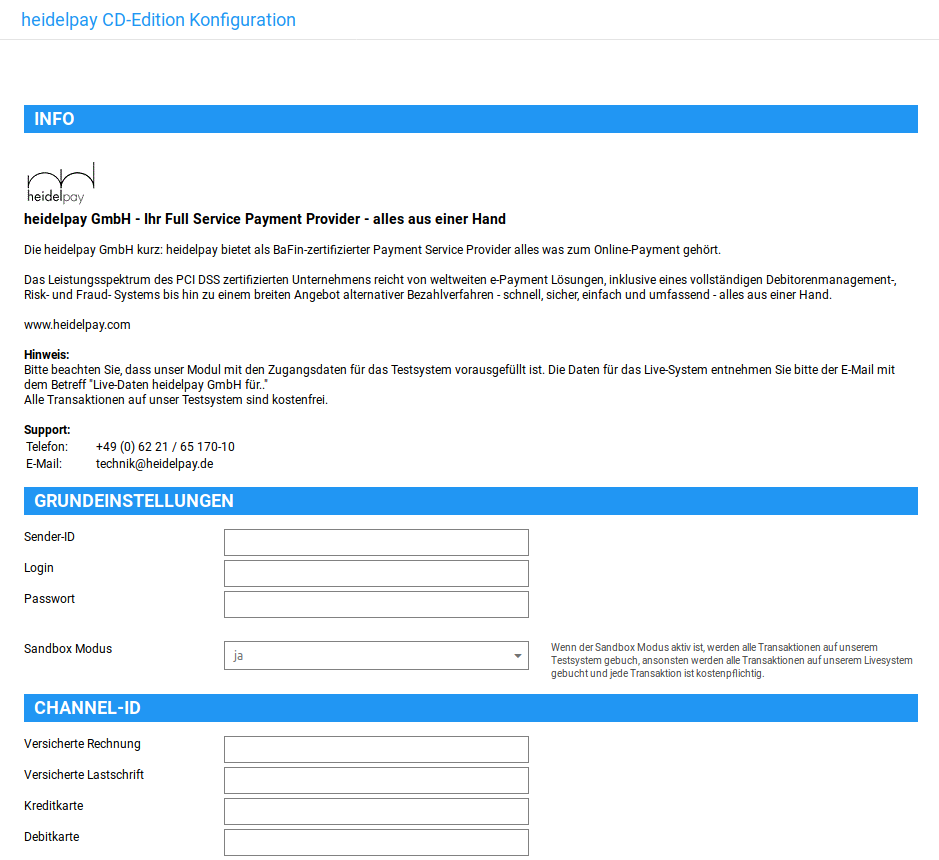 heidelpay CD-Edition Konfiguration
INFO
heidelpay
heidelpay GmbH - Ihr Full Service Payment Provider - alles aus einer Hand
Die heidelpay GmbH kurz: heidelpay bietet als BaFin-zertifizierter Payment Service Provider alles was zum Online-Payment gehört.
Das Leistungsspektrum des PCI DSS zertifizierten Unternehmens reicht von weltweiten e-Payment Lösungen, inklusive eines vollständigen Debitorenmanagement-,
Risk- und Fraud- Systems bis hin zu einem breiten Angebot alternativer Bezahlverfahren - schnell, sicher, einfach und umfassend - alles aus einer Hand.
www.heidelpay.com
Hinweis:
Bitte beachten Sie, dass unser Modul mit den Zugangsdaten für das Testsystem vorausgefüllt ist. Die Daten für das Live-System entnehmen Sie bitte der E-Mail mit
dem Betreff "Live-Daten heidelpay GmbH für.."
Alle Transaktionen auf unser Testsystem sind kostenfrei.
Support:
Telefon: +49 (0) 62 21 / 65 170-10
E-Mail: technik@heidelpay.de
GRUNDEINSTELLUNGEN
Sender-ID
Login
Passwort
Sandbox Modus ja
Wenn der Sandbox Modus aktiv ist, werden alle Transaktionen auf unserem
Testsystem gebuch, ansonsten werden alle Transaktionen auf unserem Livesystem
gebucht und jede Transaktion ist kostenpflichtig.
CHANNEL-ID
Versicherte Rechnung
Versicherte Lastschrift
Kreditkarte
Debitkarte